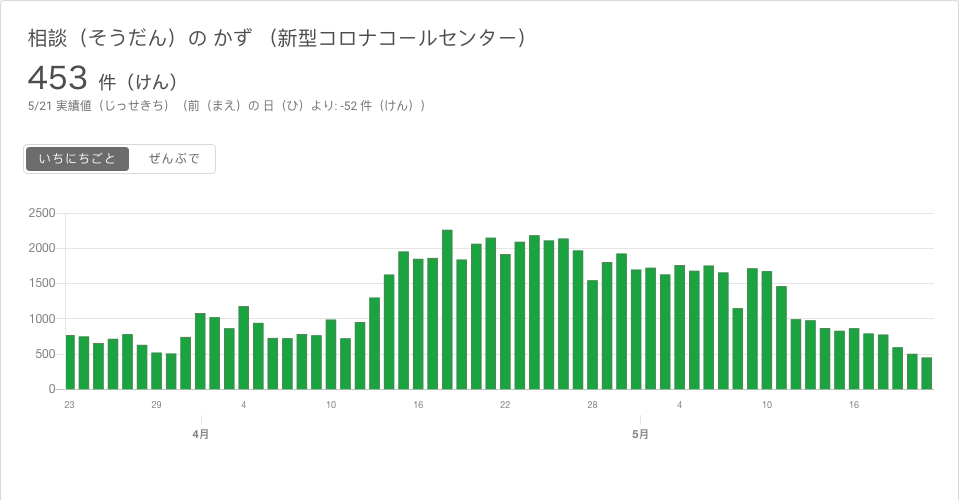 相談（そうだん）の かず （新型コロナコールセンター）
453 件（けん）
5/21 実績値（じっせきち）（前（まえ）の 日（ひ）より: -52 件（けん））
いちにちごと ぜんぶで
2500
2000
1500
1000
500
0
23 29 4 10 16 22 28 4 10 16
4月 5月